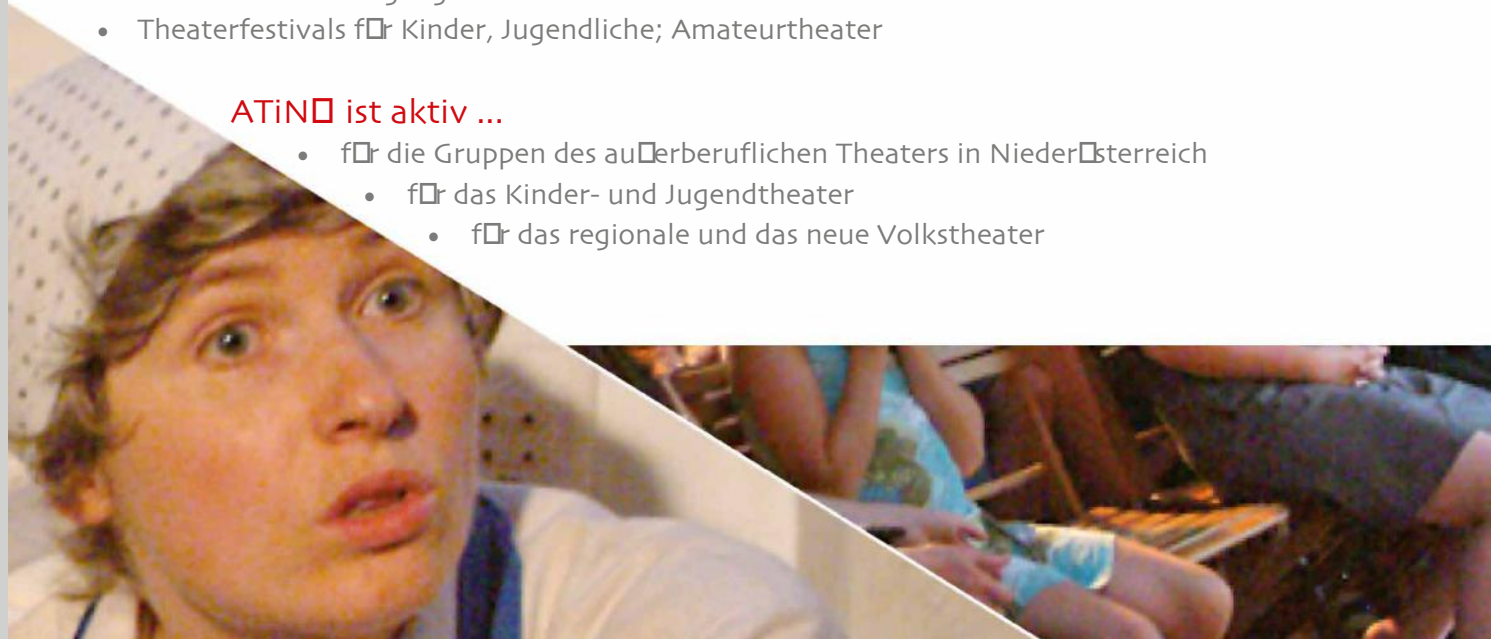 • Theaterfestivals f□r Kinder, Jugendliche; Amateurtheater
ATiN□ ist aktiv ...
• f□r die Gruppen des au□erberuflichen Theaters in Nieder□sterreich
• f□r das Kinder- und Jugendtheater
• f□r das regionale und das neue Volkstheater